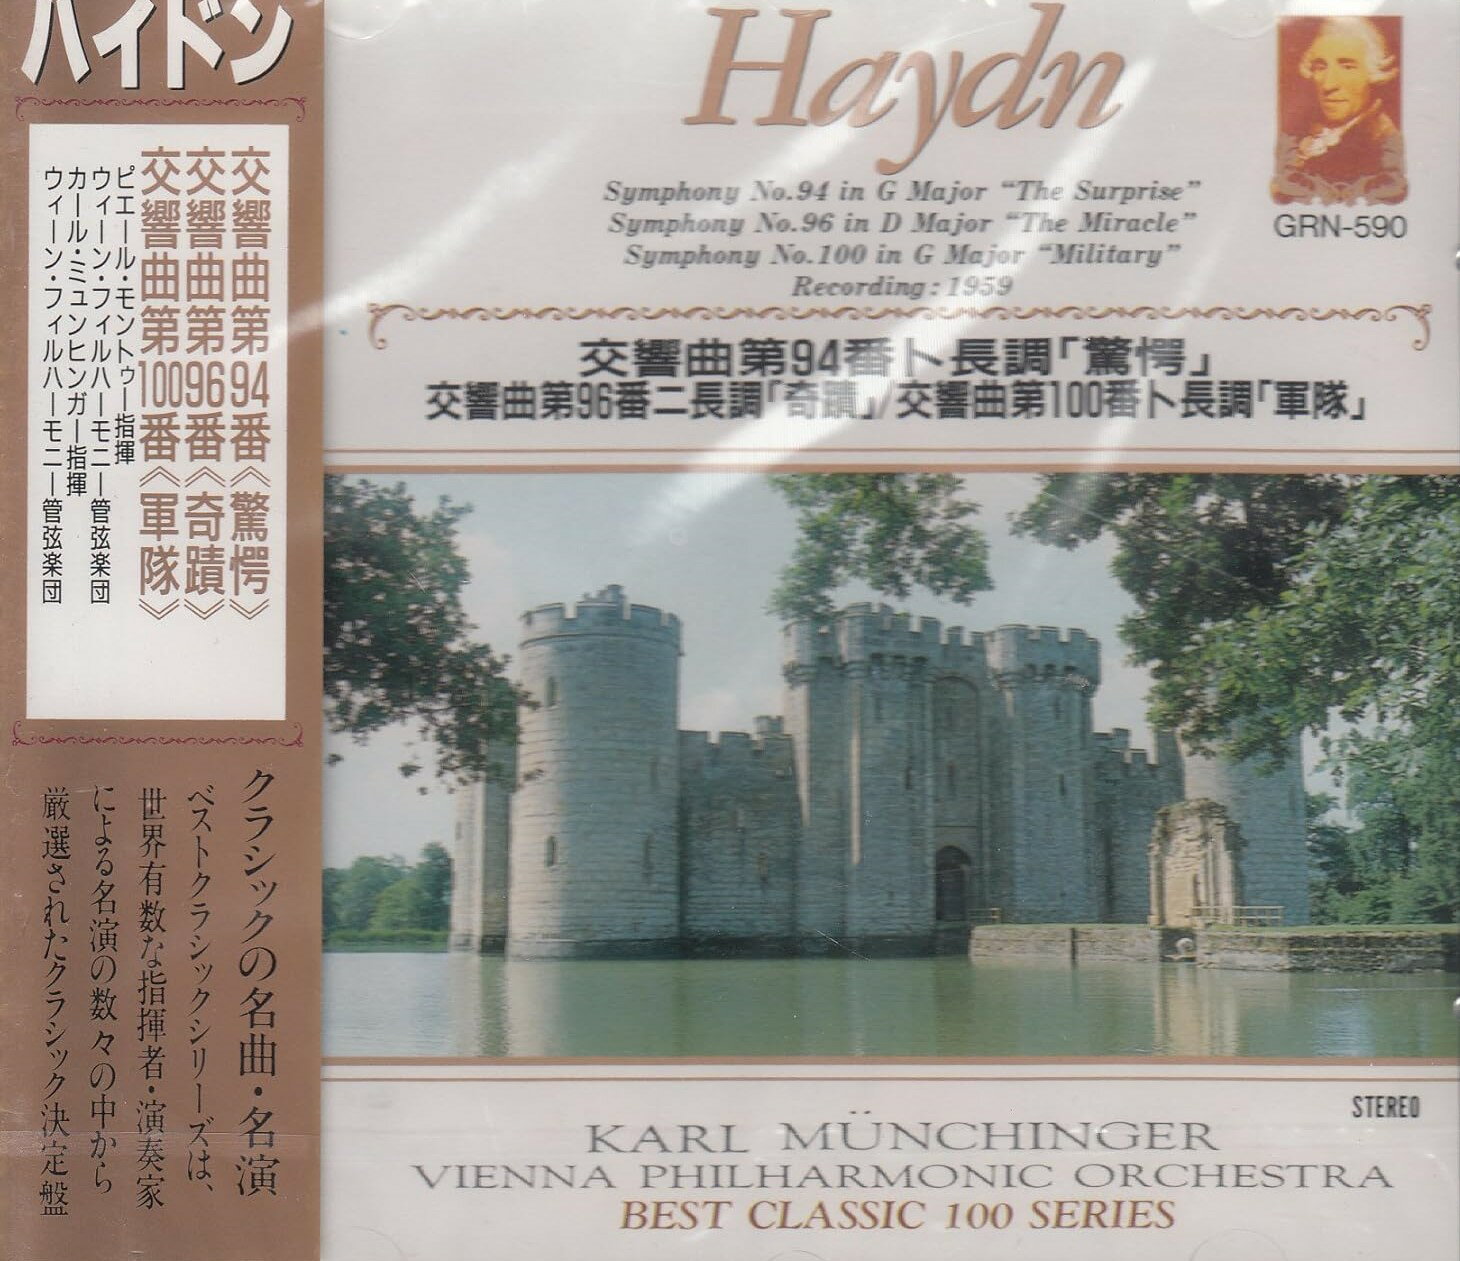 ハイドン
交響曲第94番《驚愕》
交響曲第96番《奇蹟》
交響曲第100番《軍隊》
ピエール・モントゥー指揮
ウィーン・フィルハーモニー管弦楽団
カール・ミュンヒンガー指揮
ウィーン・フィルハーモニー管弦楽団
クラシックの名曲・名演
ベストクラシックシリーズは、
世界有数な指揮者・演奏家
による名演の数々の中から
厳選されたクラシック決定盤
Haydn
Symphony No.94 in G Major “The Surprise”
Symphony No.96 in D Major “The Miracle”
Symphony No.100 in G Major “Military”
Recording: 1959
GRN-590
交響曲第94番ト長調「驚愕」
交響曲第96番ニ長調「奇蹟」/交響曲第100番ト長調「軍隊」
STEREO
KARL MÜNCHINGER
VIENNA PHILHARMONIC ORCHESTRA
BEST CLASSIC 100 SERIES